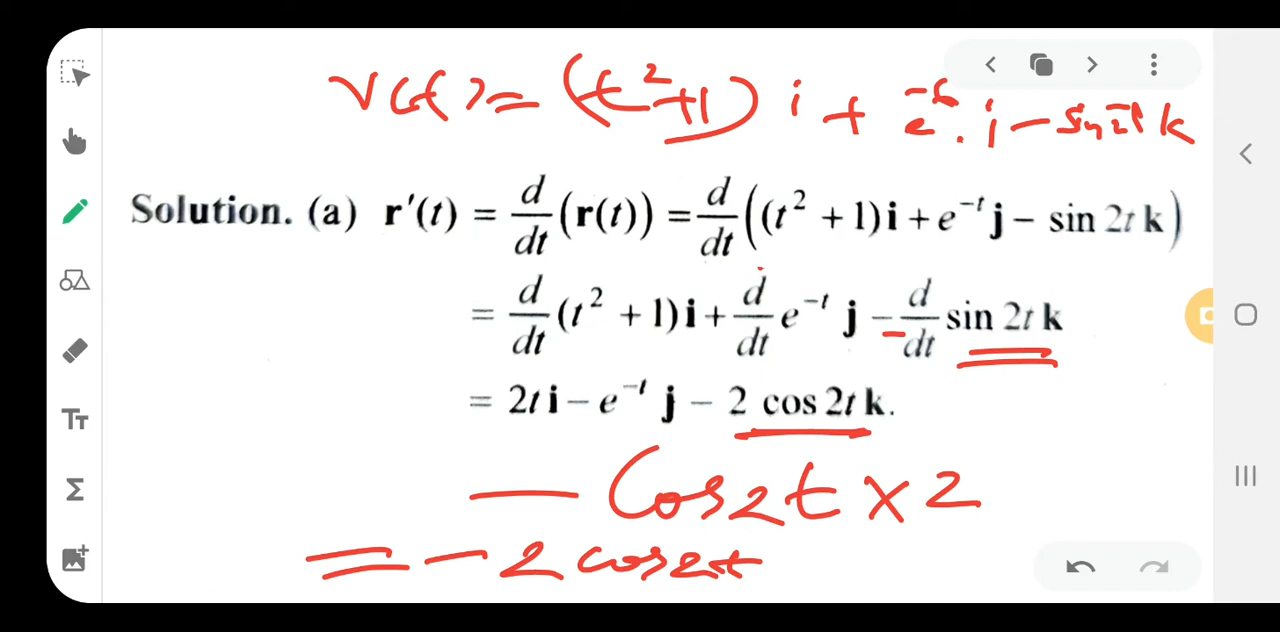 r(t) = (t²+1) i + e⁻ᵗ. j - sin2t k
Solution. (a) r′(t) = d/dt (r(t)) = d/dt ((t² + 1)i + e⁻ᵗ j − sin 2t k)
= d/dt (t² + 1)i + d/dt e⁻ᵗ j − d/dt sin 2t k
= 2t i − e⁻ᵗ j − 2 cos 2t k.
— Cos2t × 2
= - 2 cos2t
Tт
Σ